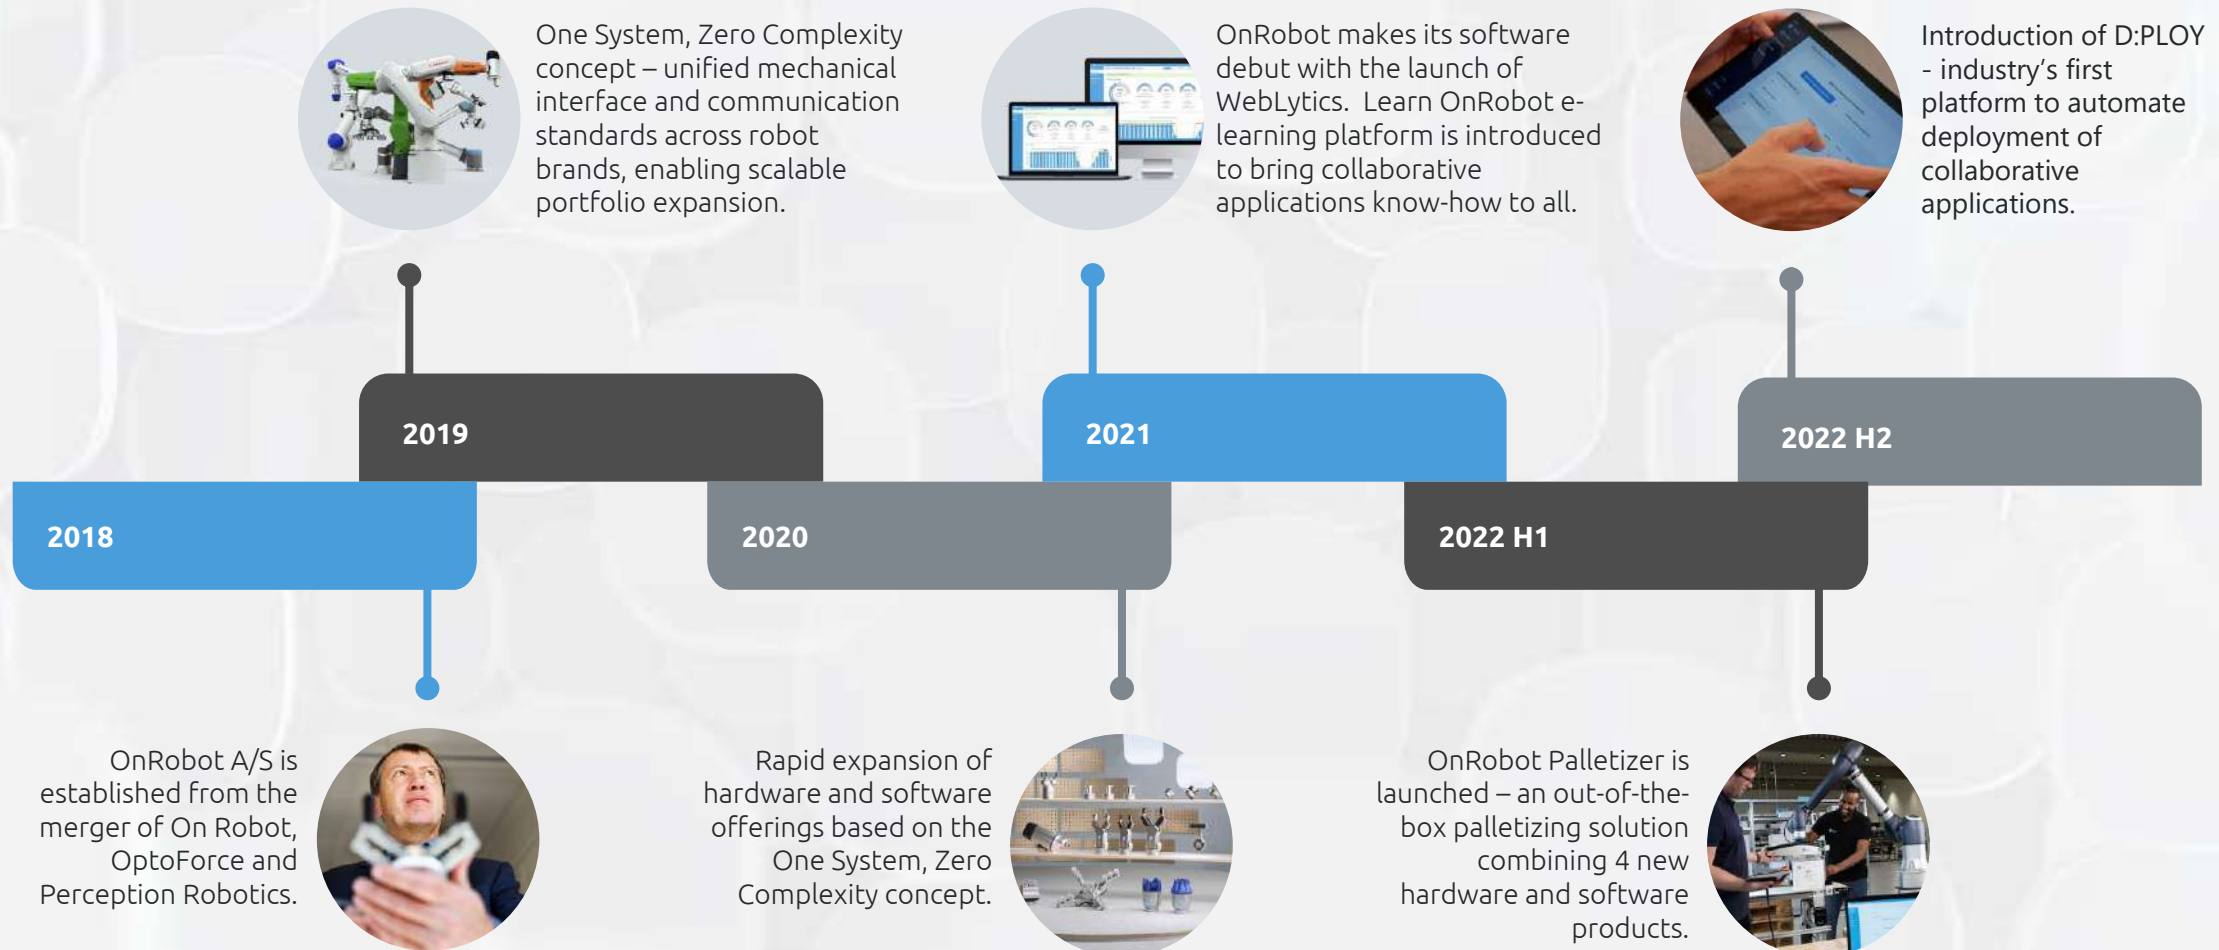 One System, Zero Complexity
concept – unified mechanical
interface and communication
standards across robot
brands, enabling scalable
portfolio expansion.
OnRobot makes its software
debut with the launch of
WebLytics.  Learn OnRobot e-
learning platform is introduced
to bring collaborative
applications know-how to all.
Introduction of D:PLOY
- industry's first
platform to automate
deployment of
collaborative
applications.
2019
2021
2022 H2
2018
2020
2022 H1
OnRobot A/S is
established from the
merger of On Robot,
OptoForce and
Perception Robotics.
Rapid expansion of
hardware and software
offerings based on the
One System, Zero
Complexity concept.
OnRobot Palletizer is
launched – an out-of-the-
box palletizing solution
combining 4 new
hardware and software
products.